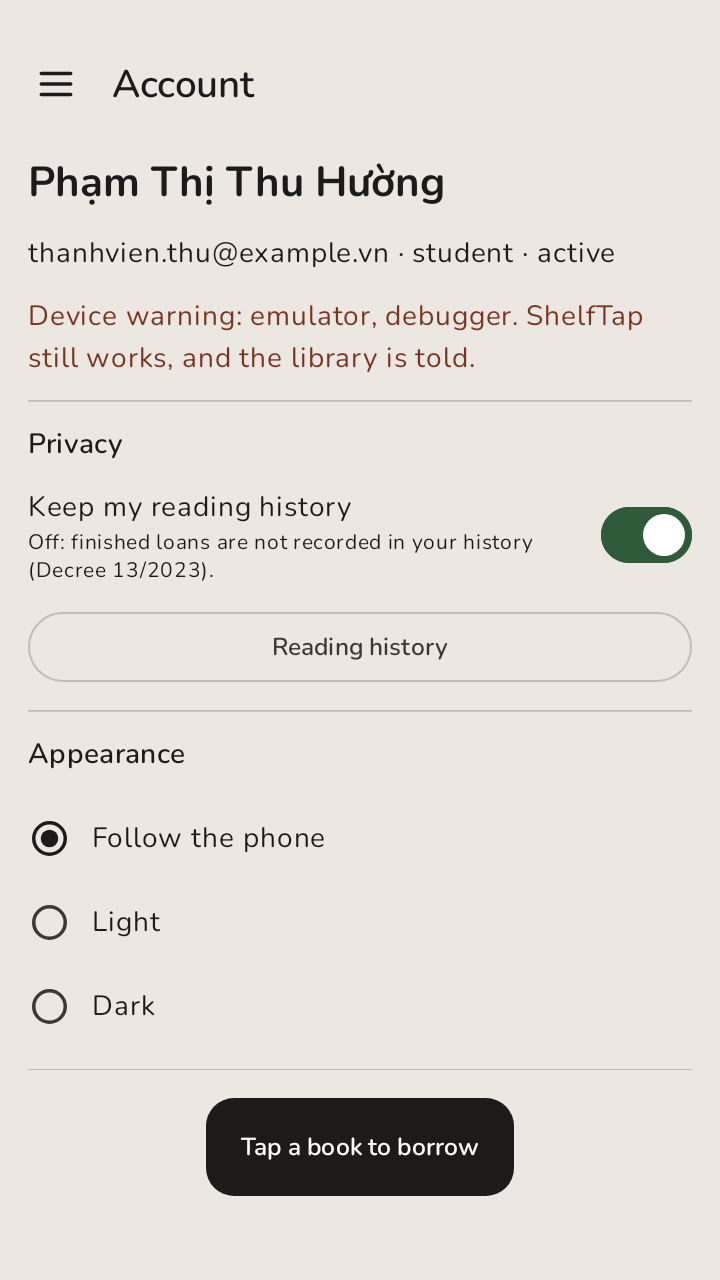 Account
Phạm Thị Thu Hường
thanhvien.thu@example.vn · student · active
Device warning: emulator, debugger. ShelfTap
still works, and the library is told.
Privacy
Keep my reading history
Off: finished loans are not recorded in your history
(Decree 13/2023).
Reading history
Appearance
Follow the phone
Light
Dark
Tap a book to borrow